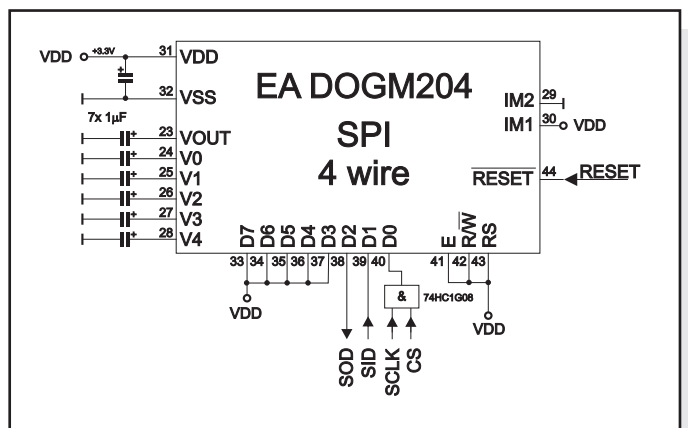 VDD +3.3V 31 VDD
32 VSS
7x 1µF
23 VOUT
24 V0
25 V1
26 V2
27 V3
28 V4
EA DOGM204
SPI
4 wire
IM2 29
IM1 30 VDD
RESET 44 RESET
D7 D6 D5 D4 D3 D2 D1 D0 E R/W RS
33 34 35 36 37 38 39 40 41 42 43
& 74HC1G08
VDD VDD
SOD SID SCLK CS